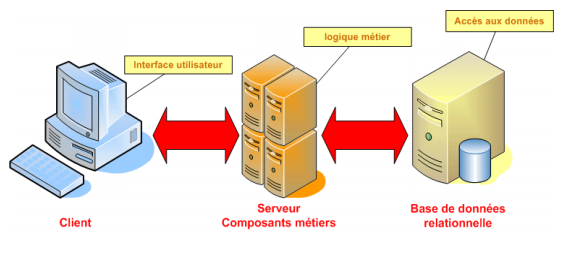 Accès aux données
logique métier
Interface utilisateur
Client
Serveur
Composants métiers
Base de données
relationnelle